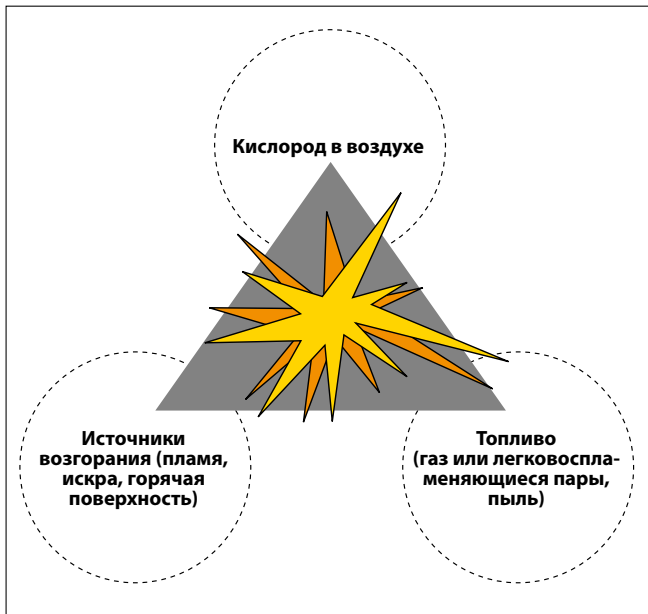 Кислород в воздухе
Источники
возгорания (пламя,
искра, горячая
поверхность)
Топливо
(газ или легковоспла-
меняющиеся пары,
пыль)